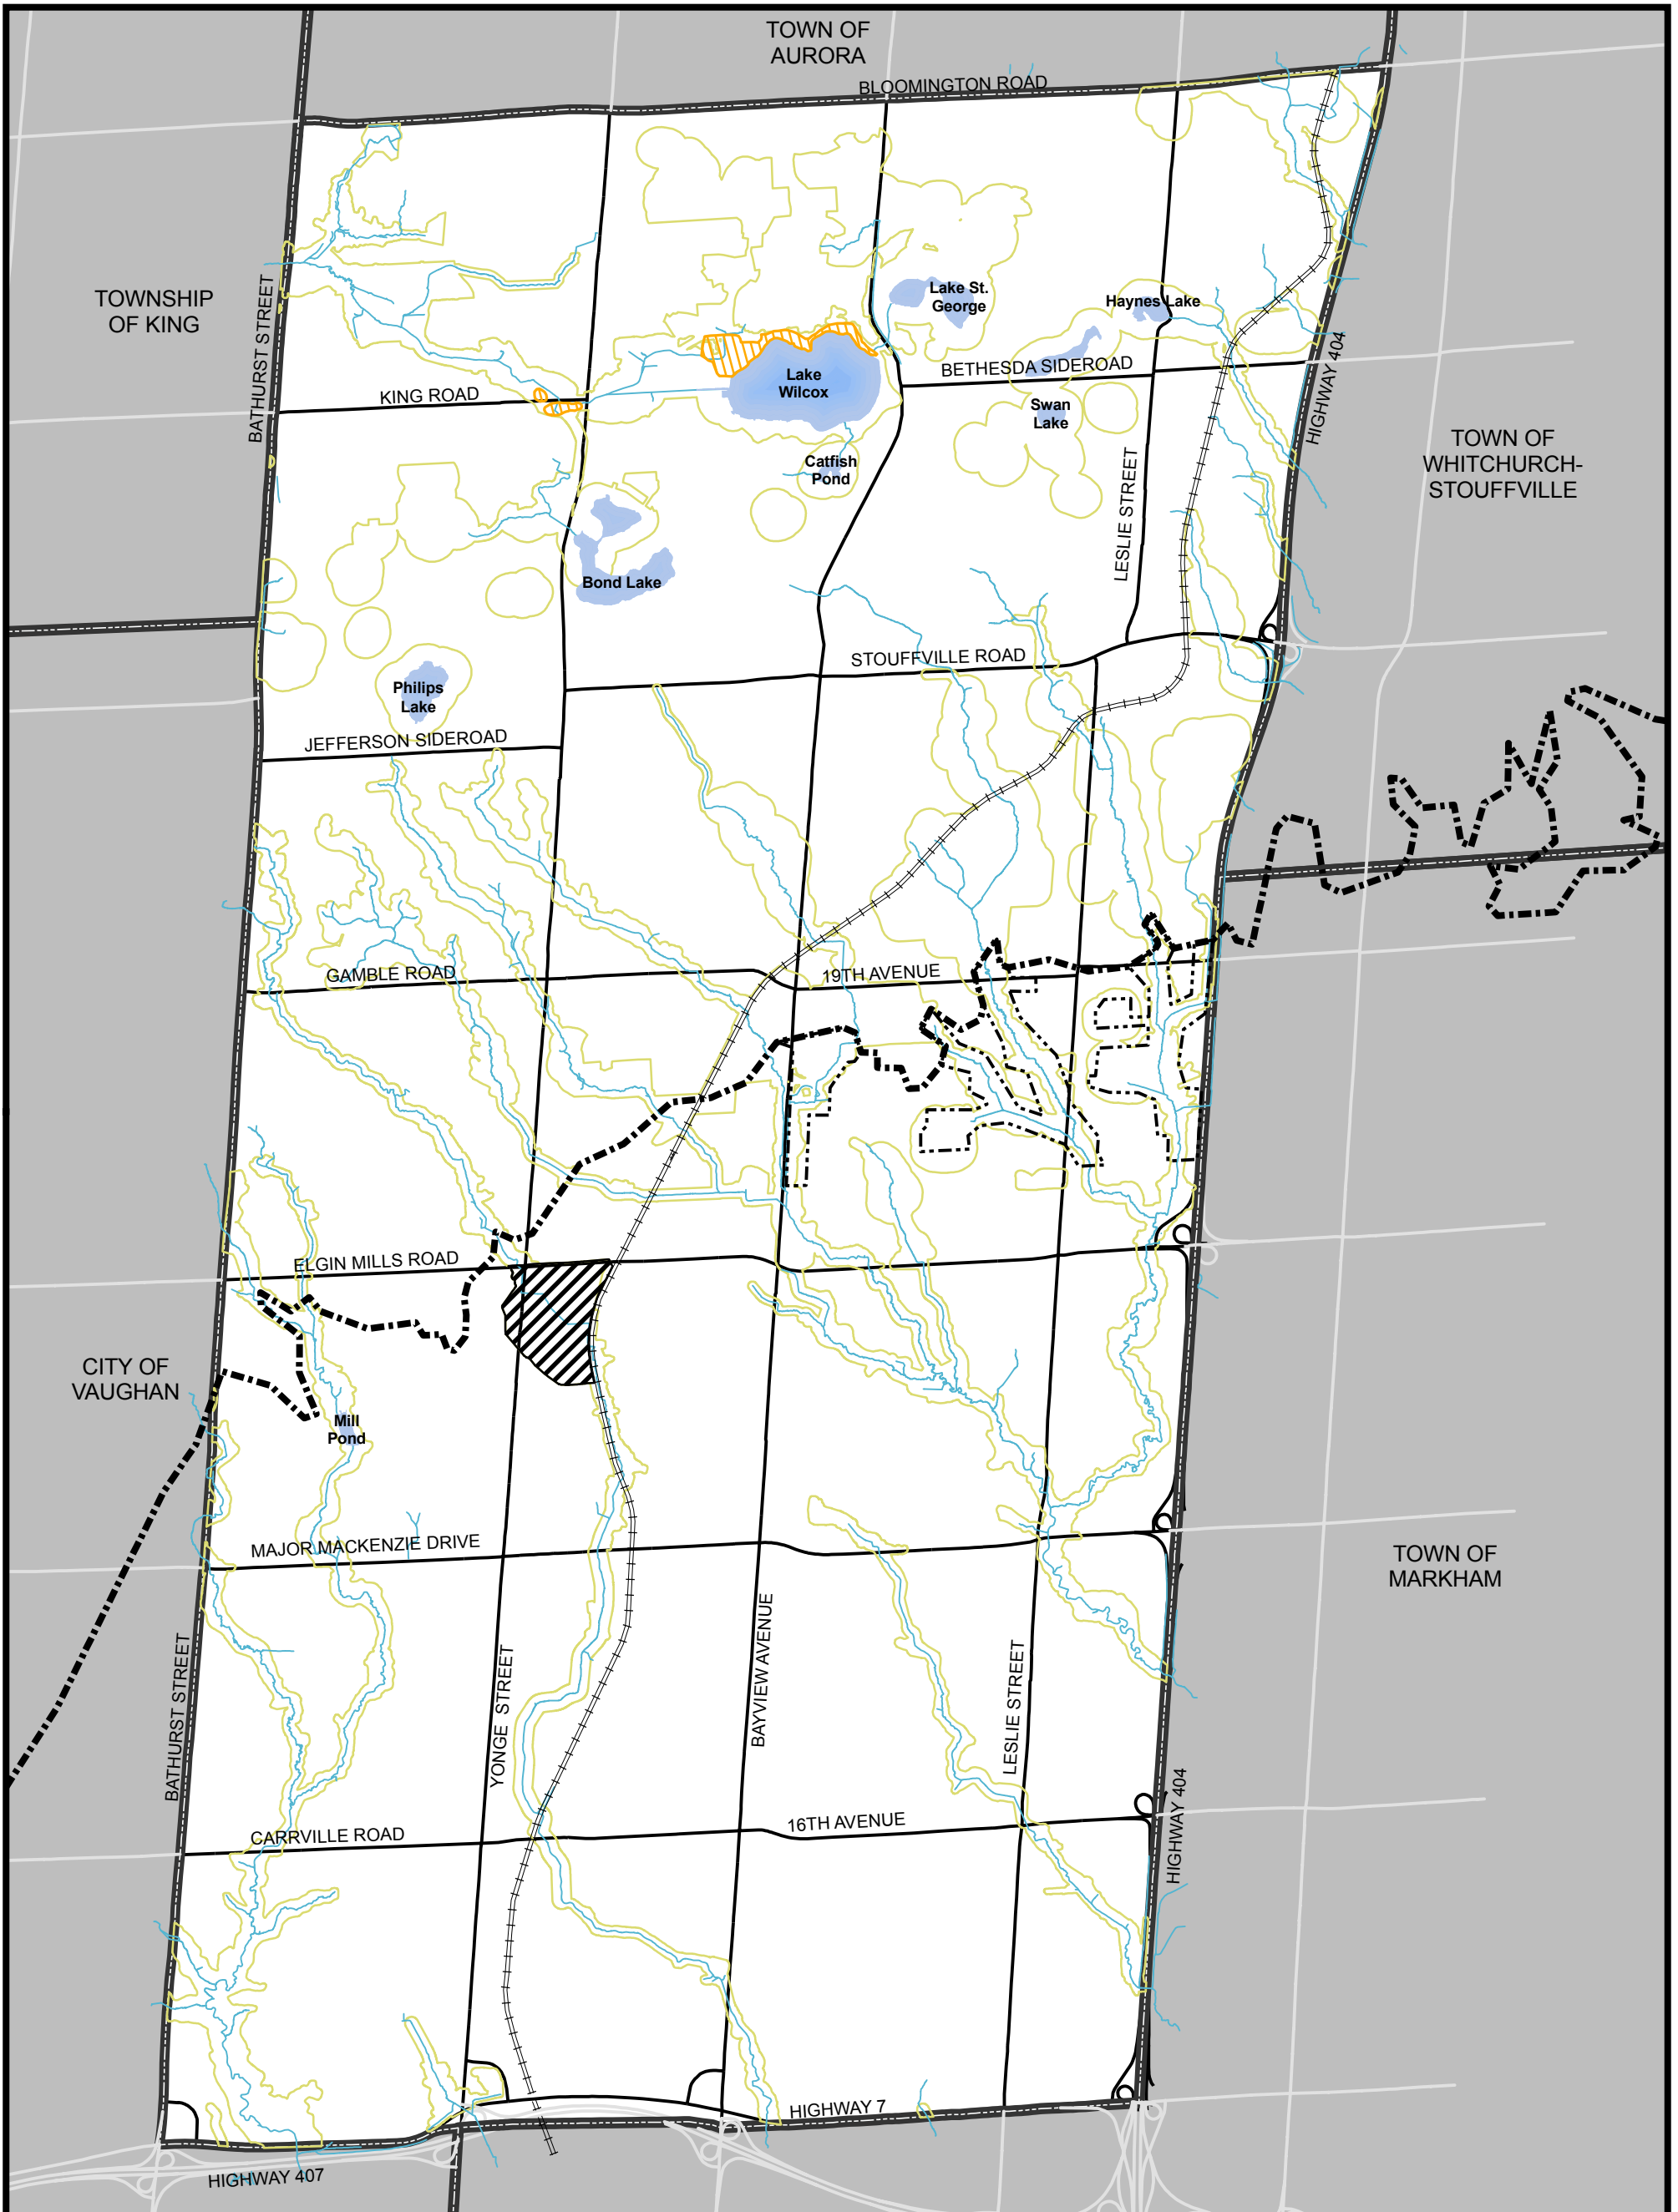 TOWN OF
AURORA
BLOOMINGTON ROAD
TOWNSHIP
OF KING
BATHURST STREET
Lake St.
George
Haynes Lake
HIGHWAY 404
BETHESDA SIDEROAD
Lake
Wilcox
KING ROAD
Swan
Lake
TOWN OF
WHITCHURCH-
STOUFFVILLE
Catfish
Pond
LESLIE STREET
Bond Lake
STOUFFVILLE ROAD
Philips
Lake
JEFFERSON SIDEROAD
GAMBLE ROAD
19TH AVENUE
ELGIN MILLS ROAD
CITY OF
VAUGHAN
Mill
Pond
MAJOR MACKENZIE DRIVE
TOWN OF
MARKHAM
BATHURST STREET
YONGE STREET
BAYVIEW AVENUE
LESLIE STREET
HIGHWAY 404
16TH AVENUE
CARRVILLE ROAD
HIGHWAY 7
HIGHWAY 407